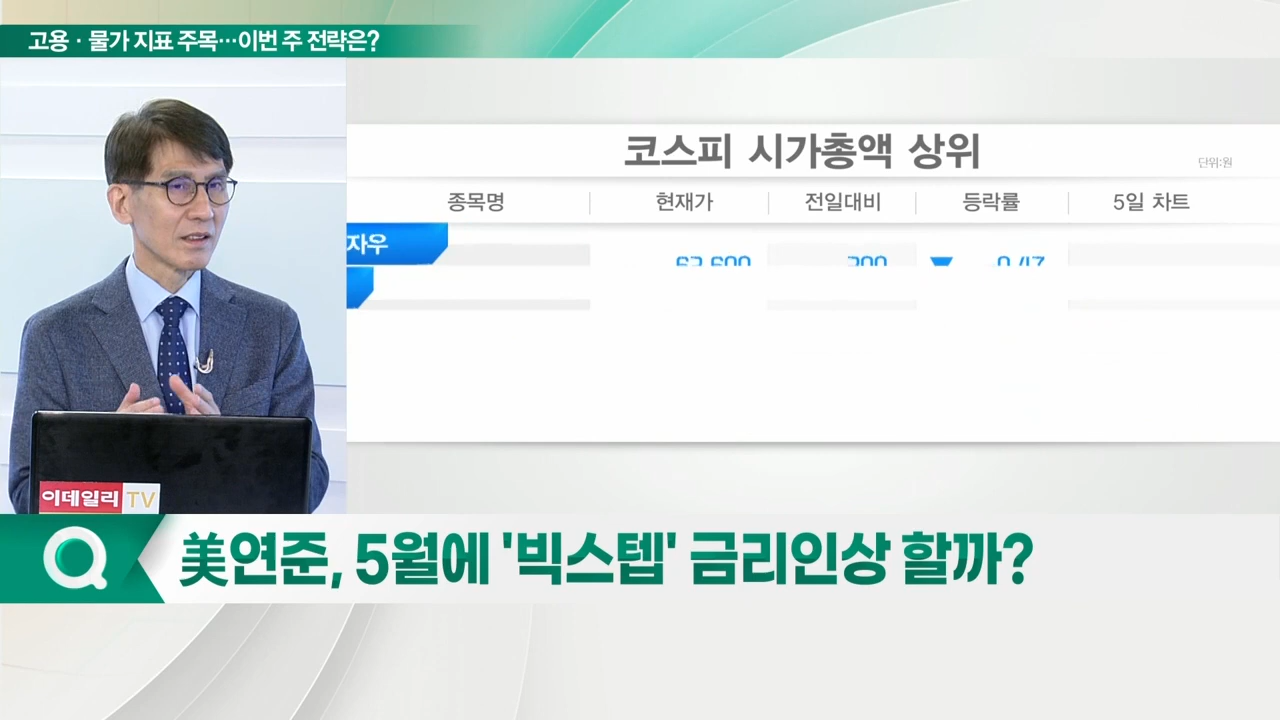 고용·물가 지표 주목…이번 주 전략은?
코스피 시가총액 상위
단위:원
종목명 현재가 전일대비 등락률 5일 차트
자우
이데일리TV
美연준, 5월에 '빅스텝' 금리인상 할까?